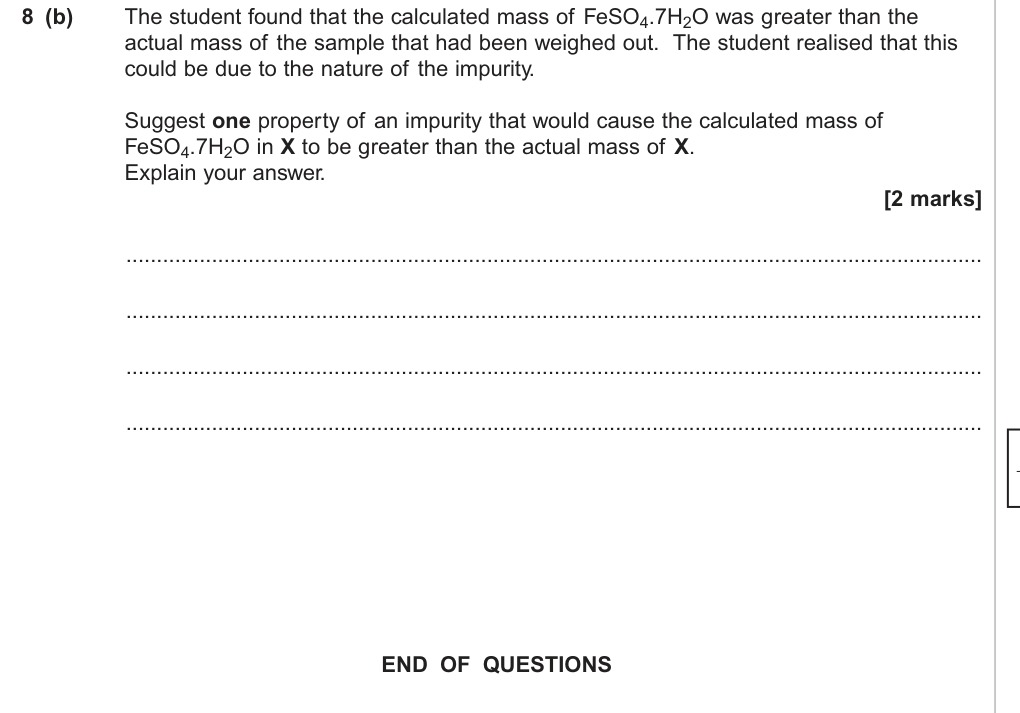 8 (b) The student found that the calculated mass of FeSO₄.7H₂O was greater than the
actual mass of the sample that had been weighed out. The student realised that this
could be due to the nature of the impurity.
Suggest one property of an impurity that would cause the calculated mass of
FeSO₄.7H₂O in X to be greater than the actual mass of X.
Explain your answer.
[2 marks]
END OF QUESTIONS